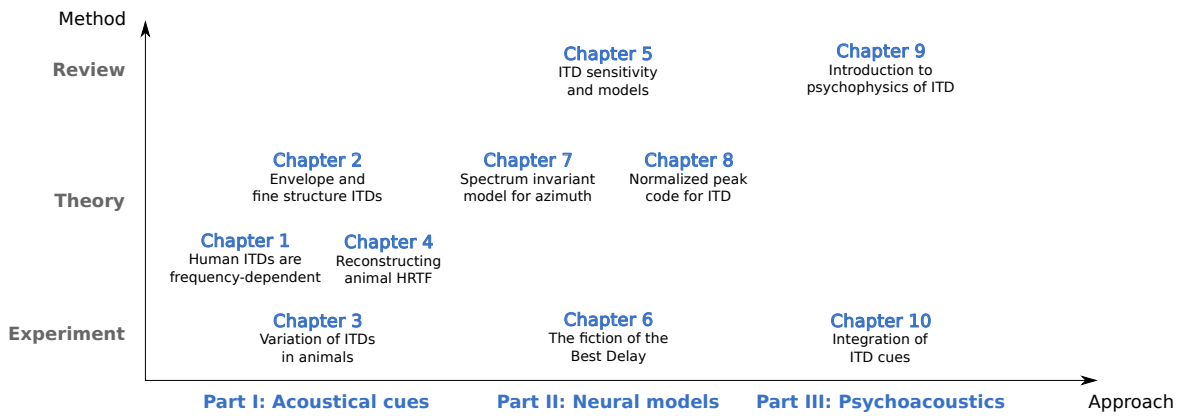 Method
Review
Chapter 5
ITD sensitivity
and models
Chapter 9
Introduction to
psychophysics of ITD
Theory
Chapter 2
Envelope and
fine structure ITDs
Chapter 7
Spectrum invariant
model for azimuth
Chapter 8
Normalized peak
code for ITD
Chapter 1
Human ITDs are
frequency-dependent
Chapter 4
Reconstructing
animal HRTF
Experiment
Chapter 3
Variation of ITDs
in animals
Chapter 6
The fiction of the
Best Delay
Chapter 10
Integration of
ITD cues
Part I: Acoustical cues
Part II: Neural models
Part III: Psychoacoustics
Approach